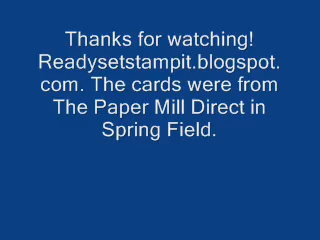 Thanks for watching!
Readysetstampit.blogspot.
com. The cards were from
The Paper Mill Direct in
Spring Field.